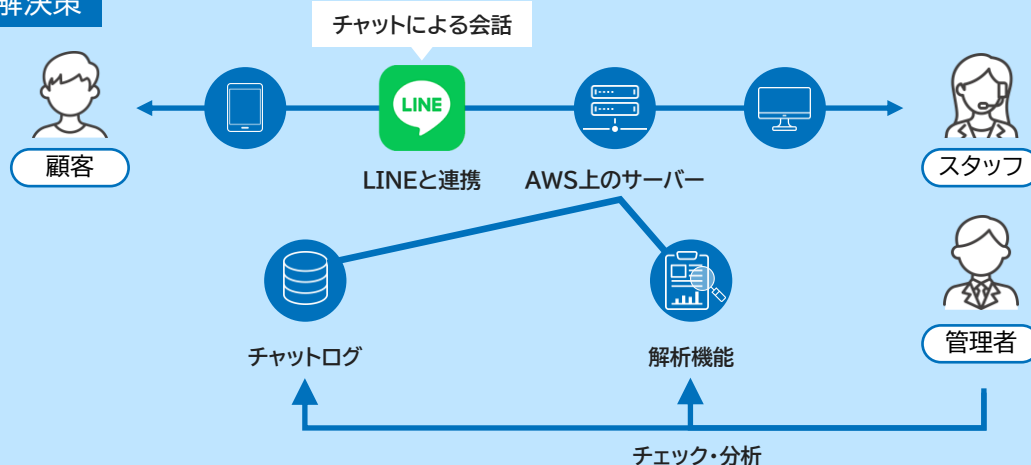 解決策
チャットによる会話
LINE
顧客
LINEと連携
AWS上のサーバー
スタッフ
チャットログ
解析機能
管理者
チェック・分析